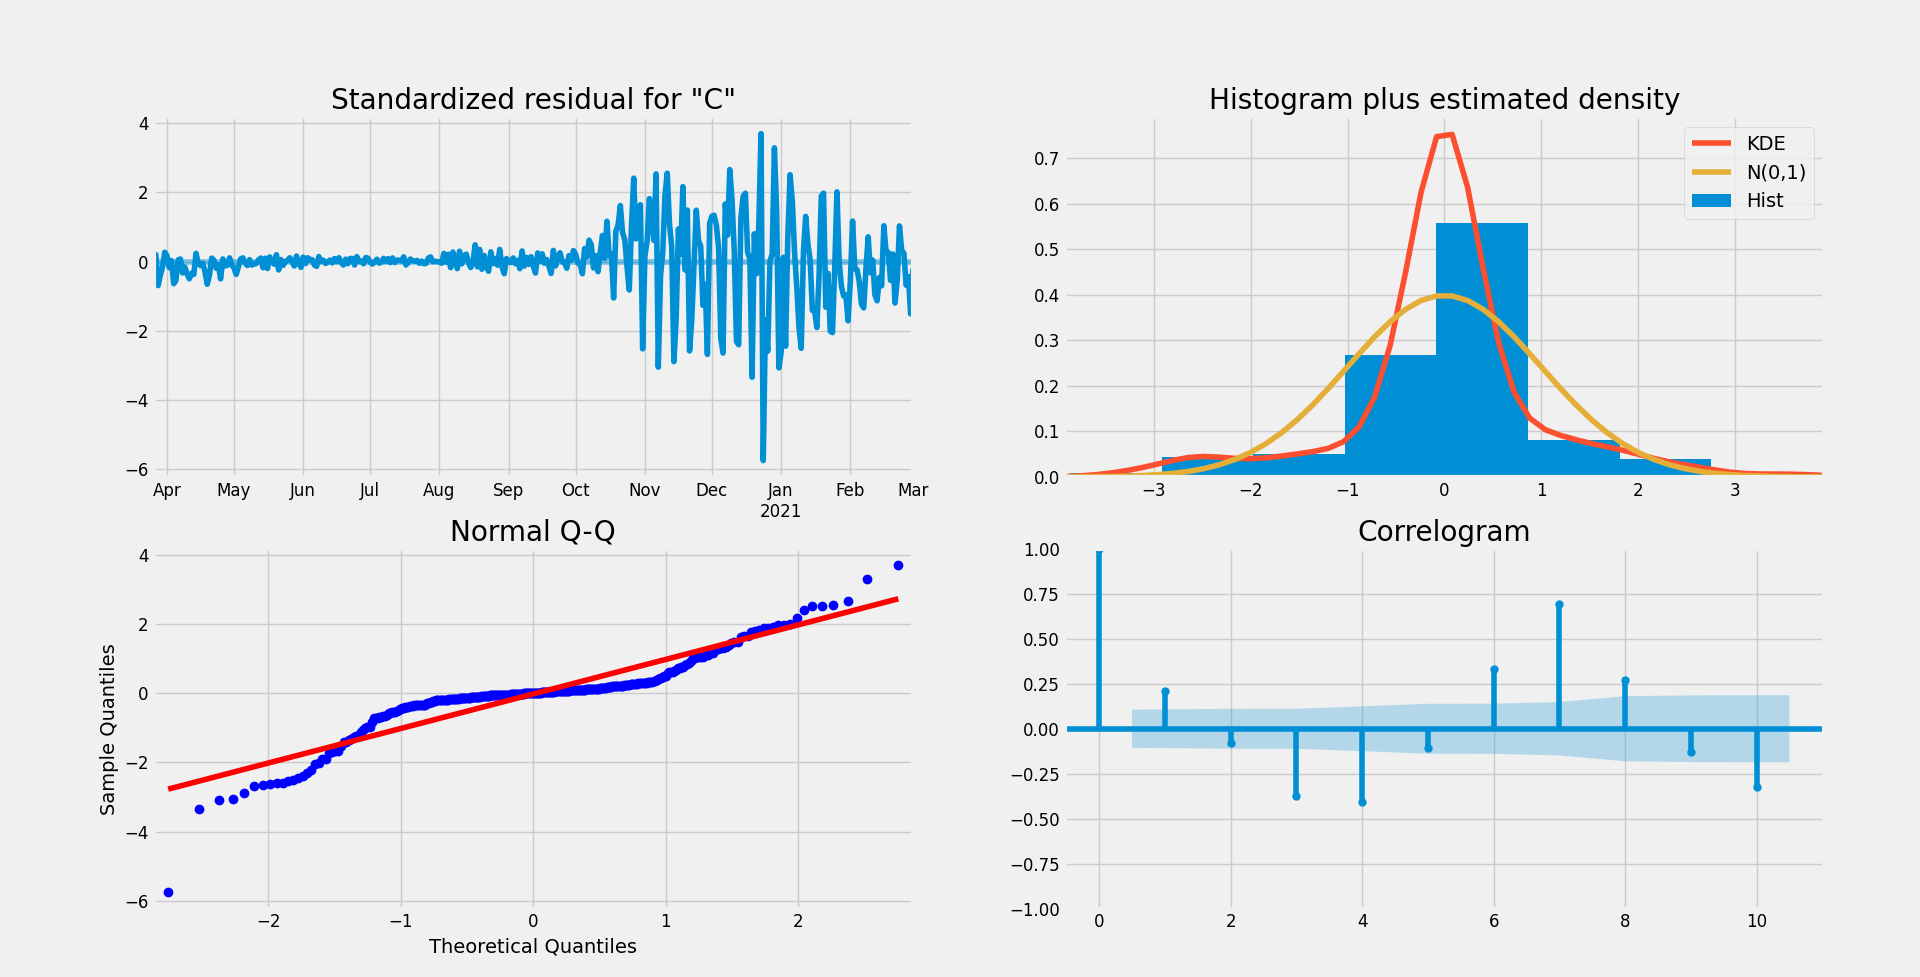 Standardized residual for "C"
4
2
0
−2
−4
−6
Apr May Jun Jul Aug Sep Oct Nov Dec Jan Feb Mar
2021
Histogram plus estimated density
KDE
N(0,1)
Hist
0.7
0.6
0.5
0.4
0.3
0.2
0.1
0.0
−3 −2 −1 0 1 2 3
Normal Q-Q
Sample Quantiles
4
2
0
−2
−4
−6
−2 −1 0 1 2
Theoretical Quantiles
Correlogram
1.00
0.75
0.50
0.25
0.00
−0.25
−0.50
−0.75
−1.00
0 2 4 6 8 10